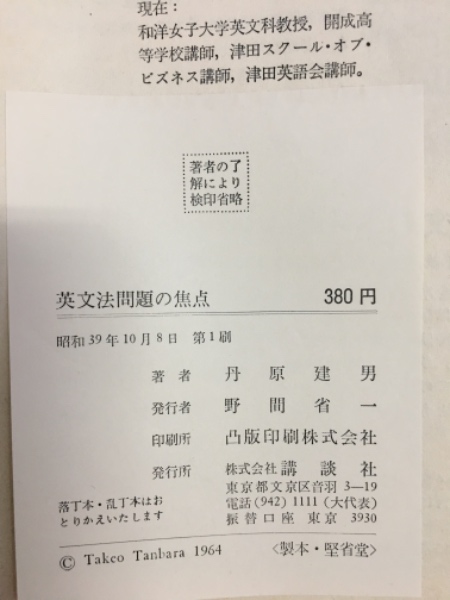 現在：
和洋女子大学英文科教授，開成高
等学校講師，津田スクール・オブ・
ビズネス講師，津田英語会講師。
著者の了
解により
検印省略
英文法問題の焦点 380円
昭和39年10月8日 第1刷
著者 丹原建男
発行者 野間省一
印刷所 凸版印刷株式会社
発行所 株式会社 講談社
東京都文京区音羽 3—19
電話 (942) 1111 (大代表)
振替口座 東京 3930
落丁本・乱丁本はお
とりかえいたします
© Takeo Tanbara 1964 〈製本・堅省堂〉